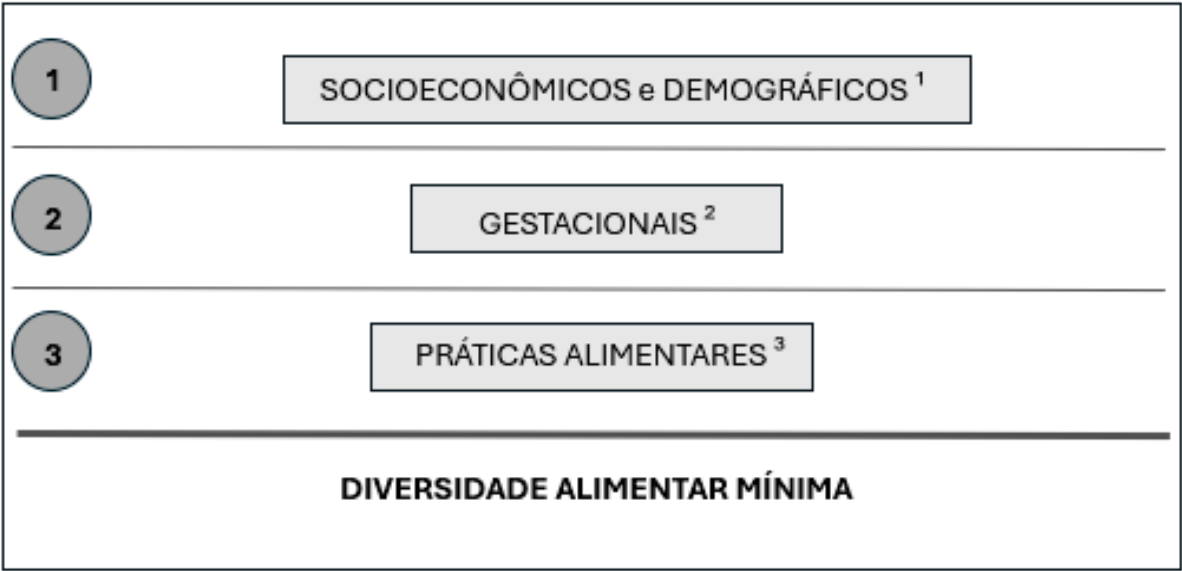 1
SOCIOECONÔMICOS e DEMOGRÁFICOS ¹
2
GESTACIONAIS ²
3
PRÁTICAS ALIMENTARES ³
DIVERSIDADE ALIMENTAR MÍNIMA